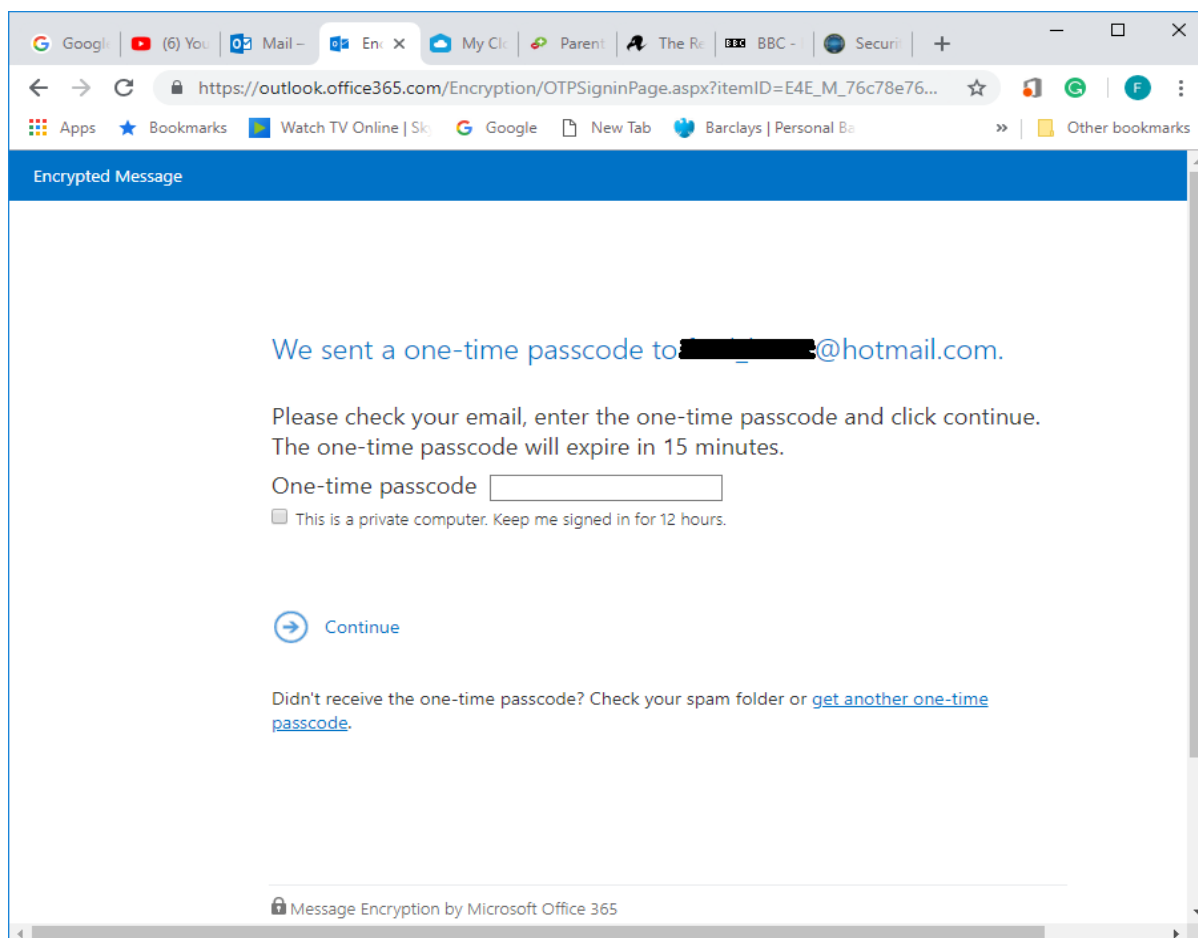 Googl (6) You Mail – Enc My Clo Parent The Re BBC - Securi
https://outlook.office365.com/Encryption/OTPSigninPage.aspx?itemID=E4E_M_76c78e76... F
Apps Bookmarks Watch TV Online | Sk Google New Tab Barclays | Personal Ba » Other bookmarks
Encrypted Message
We sent a one-time passcode to @hotmail.com.
Please check your email, enter the one-time passcode and click continue.
The one-time passcode will expire in 15 minutes.
One-time passcode
This is a private computer. Keep me signed in for 12 hours.
Continue
Didn't receive the one-time passcode? Check your spam folder or get another one-time
passcode.
Message Encryption by Microsoft Office 365